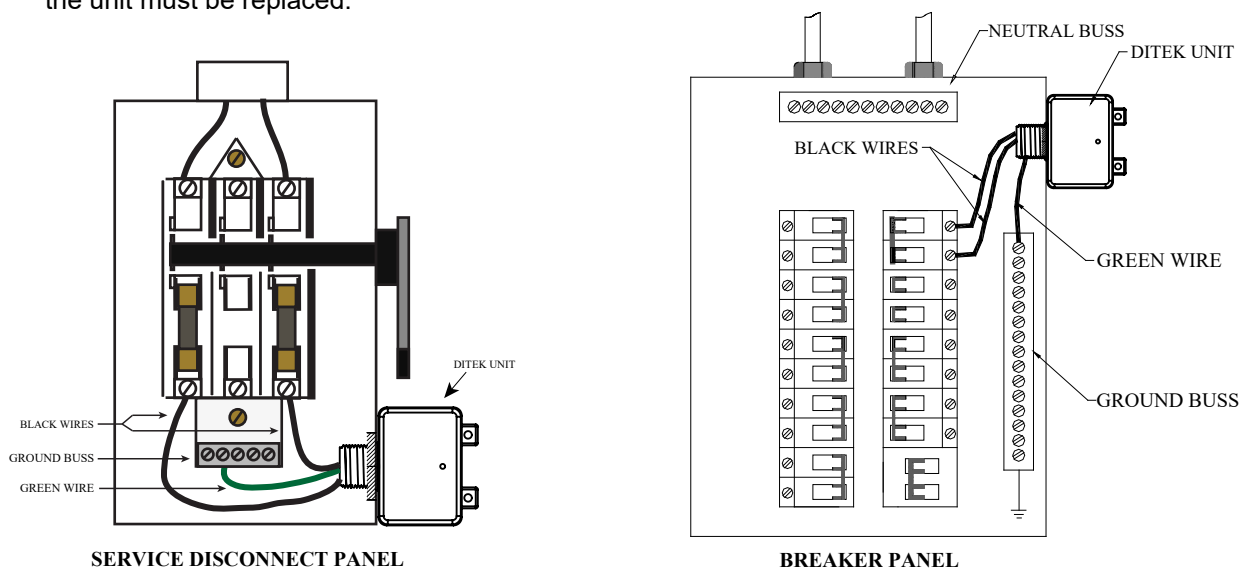 the unit must be replaced.
DITEK UNIT
BLACK WIRES
GROUND BUSS
GREEN WIRE
SERVICE DISCONNECT PANEL
NEUTRAL BUSS
DITEK UNIT
BLACK WIRES
GREEN WIRE
GROUND BUSS
BREAKER PANEL